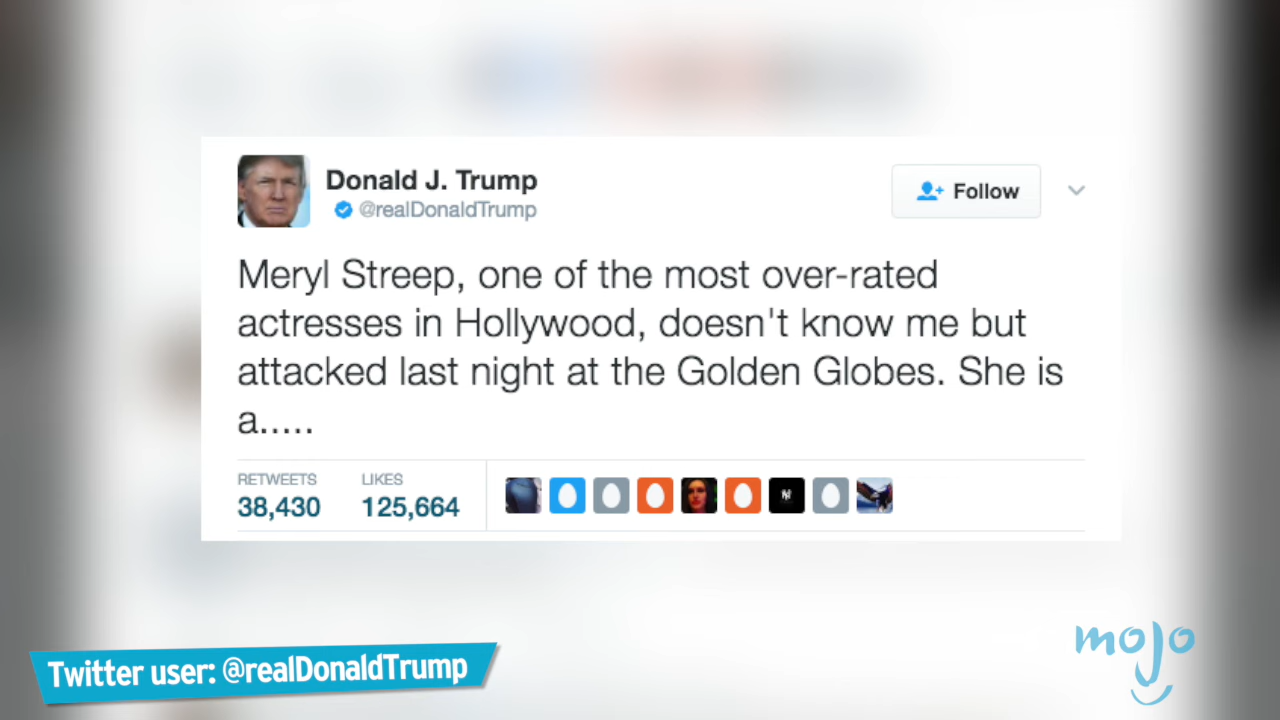 Donald J. Trump
@realDonaldTrump
Follow
Meryl Streep, one of the most over-rated
actresses in Hollywood, doesn't know me but
attacked last night at the Golden Globes. She is
a.....
RETWEETS LIKES
38,430 125,664
Twitter user: @realDonaldTrump
mojo